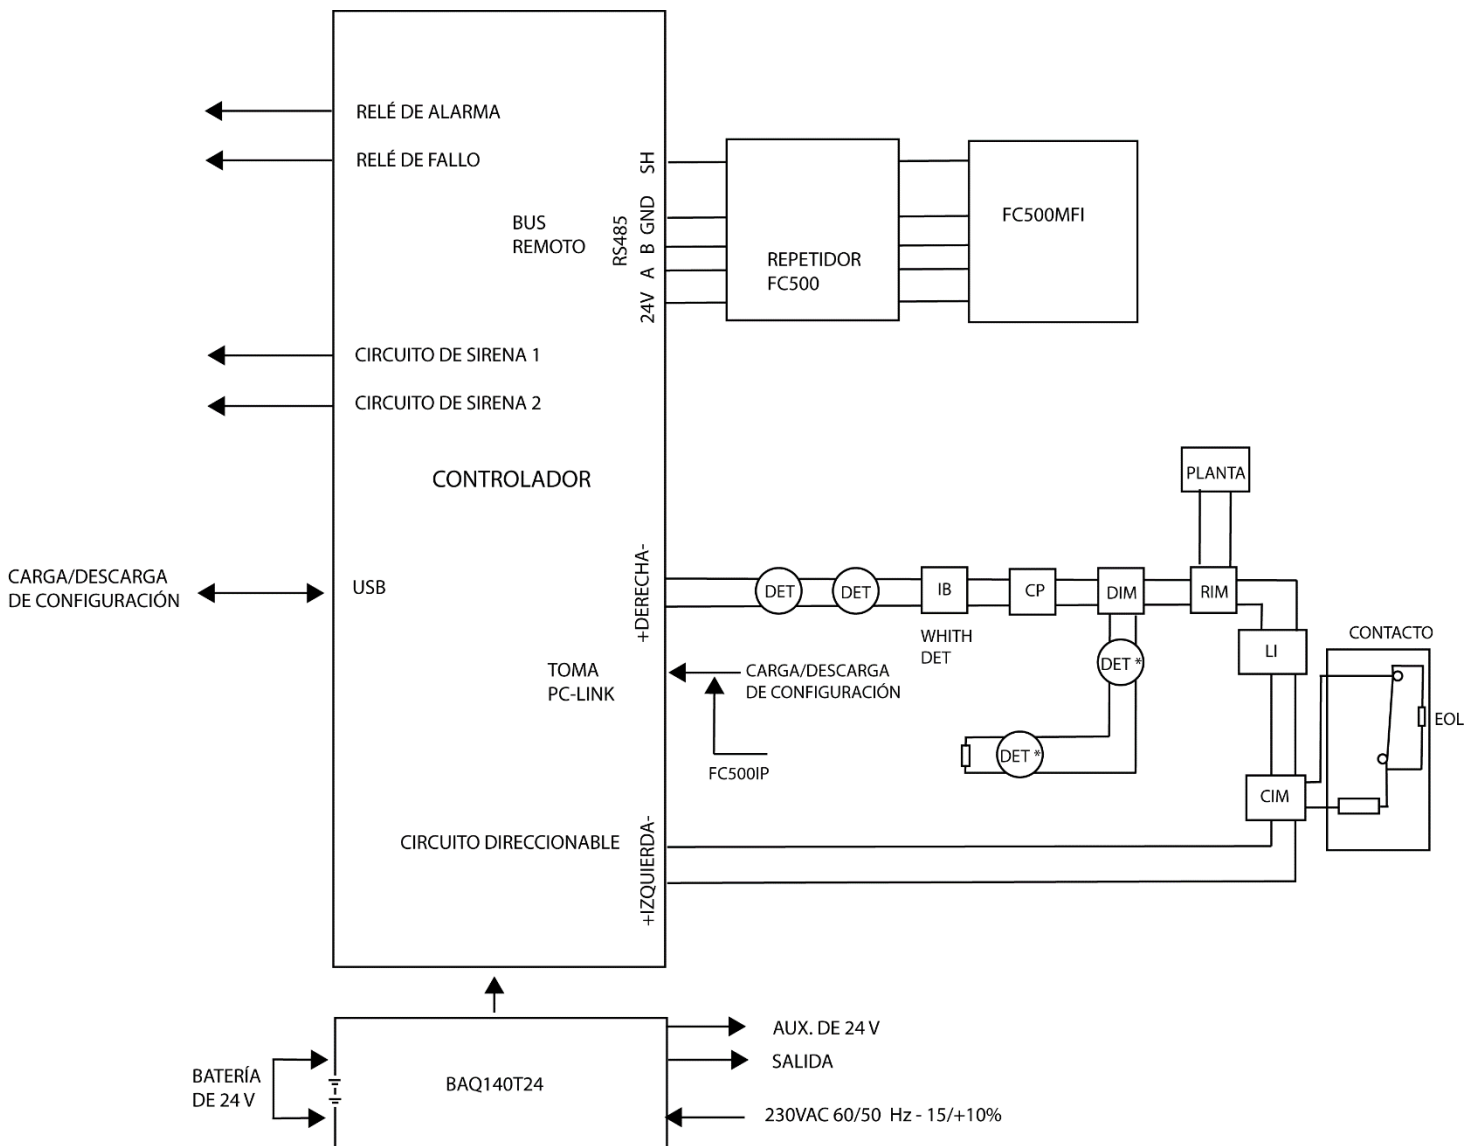 RELÉ DE ALARMA
RELÉ DE FALLO
BUS
REMOTO
RS485
SH
GND
B
A
24V
REPETIDOR
FC500
FC500MFI
CIRCUITO DE SIRENA 1
CIRCUITO DE SIRENA 2
CONTROLADOR
PLANTA
CARGA/DESCARGA
DE CONFIGURACIÓN
USB
+DERECHA-
DET
DET
IB
CP
DIM
RIM
WHITH
DET
DET *
LI
CONTACTO
TOMA
PC-LINK
CARGA/DESCARGA
DE CONFIGURACIÓN
EOL
FC500IP
DET *
CIM
CIRCUITO DIRECCIONABLE
+IZQUIERDA-
BATERÍA
DE 24 V
BAQ140T24
AUX. DE 24 V
SALIDA
230VAC 60/50 Hz - 15/+10%